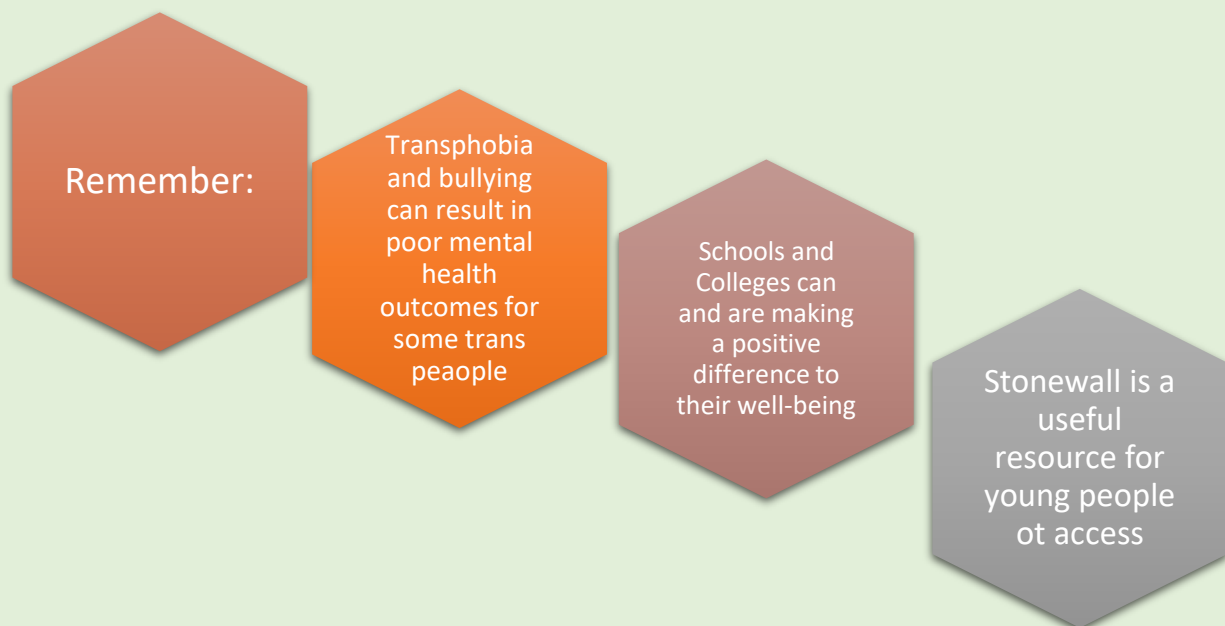 Remember:
Transphobia
and bullying
can result in
poor mental
health
outcomes for
some trans
peaople
Schools and
Colleges can
and are making
a positive
difference to
their well-being
Stonewall is a
useful
resource for
young people
ot access